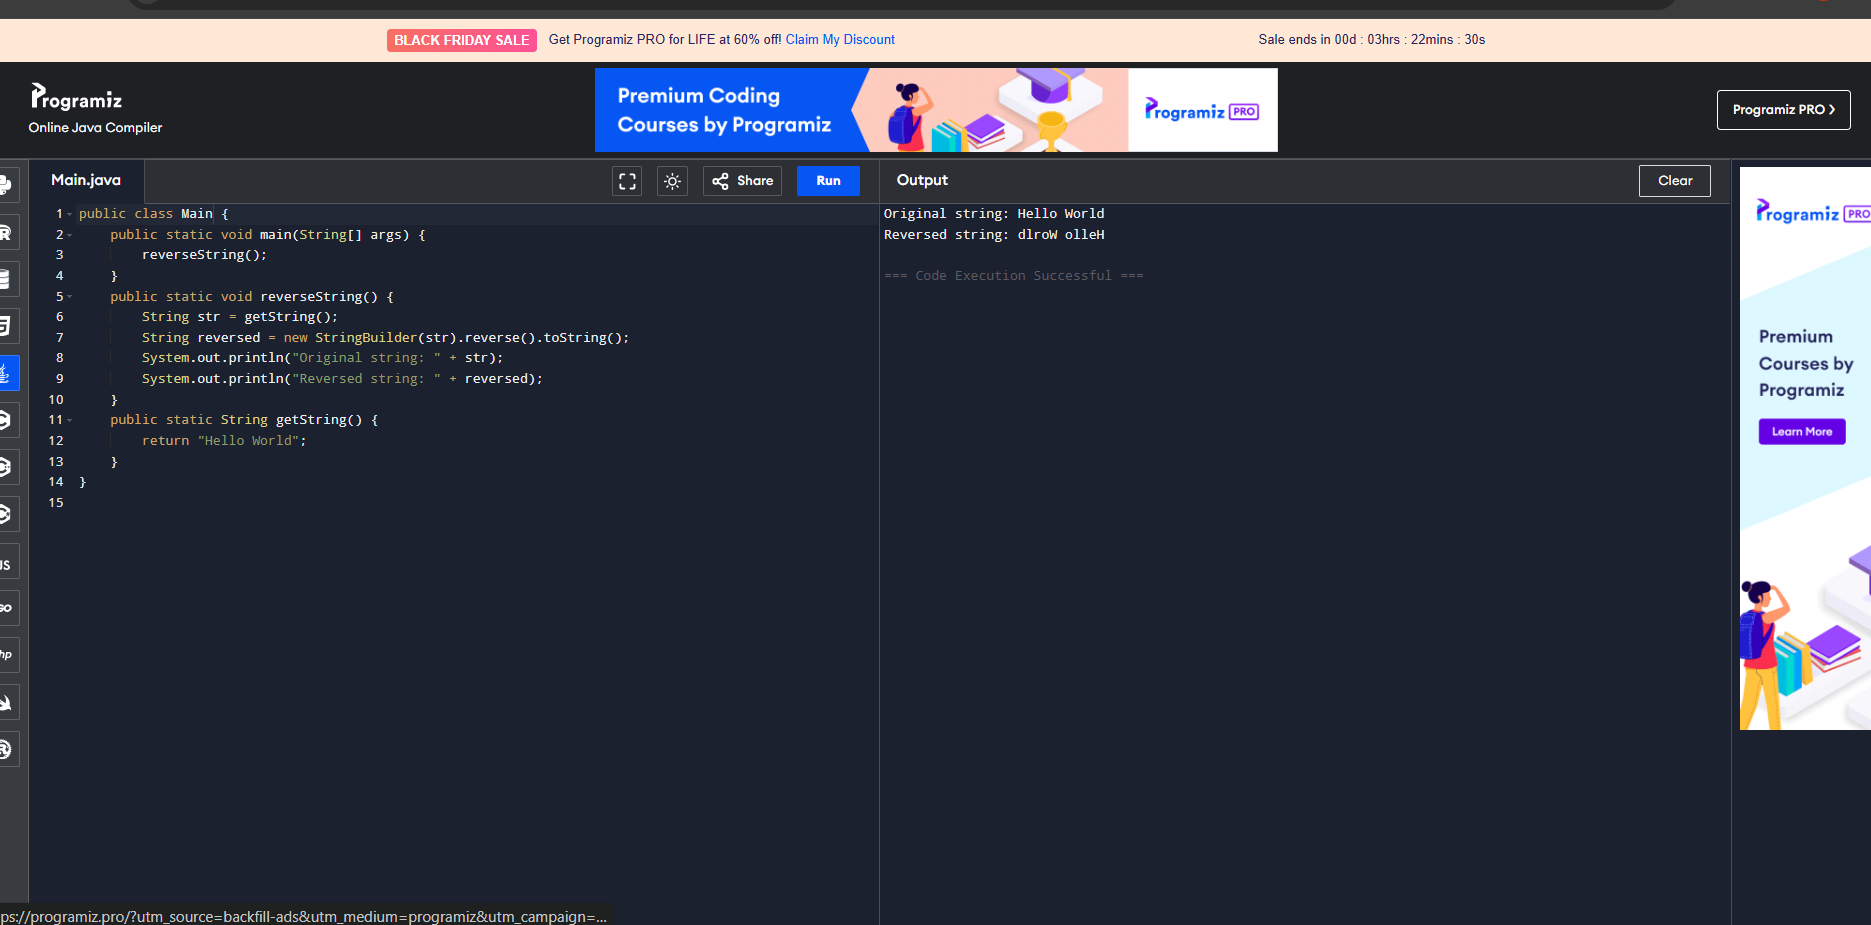 BLACK FRIDAY SALE Get Programiz PRO for LIFE at 60% off! Claim My Discount Sale ends in 00d : 03hrs : 22mins : 30s
Programiz
Online Java Compiler
Premium Coding
Courses by Programiz
Programiz PRO
Programiz PRO ❯
Main.java Share Run
1 public class Main {
2 public static void main(String[] args) {
3 reverseString();
4 }
5 public static void reverseString() {
6 String str = getString();
7 String reversed = new StringBuilder(str).reverse().toString();
8 System.out.println("Original string: " + str);
9 System.out.println("Reversed string: " + reversed);
10 }
11 public static String getString() {
12 return "Hello World";
13 }
14 }
15
Output Clear
Original string: Hello World
Reversed string: dlroW olleH
=== Code Execution Successful ===
Programiz PRO
Premium
Courses by
Programiz
Learn More
JS
GO
hp
ps://programiz.pro/?utm_source=backfill-ads&utm_medium=programiz&utm_campaign=...